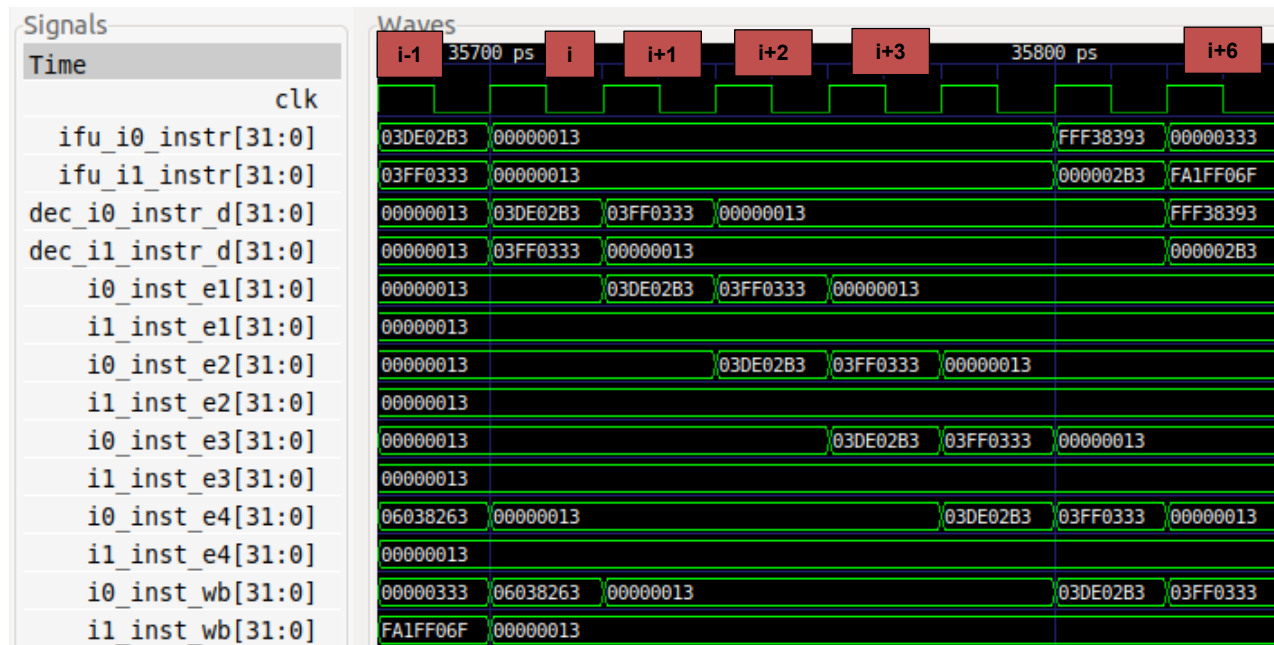 Signals
Waves
i-1 35700 ps i i+1 i+2 i+3 35800 ps i+6
Time
clk
ifu_i0_instr[31:0] 03DE02B3 00000013 FFF38393 00000333
ifu_i1_instr[31:0] 03FF0333 00000013 000002B3 FA1FF06F
dec_i0_instr_d[31:0] 00000013 03DE02B3 03FF0333 00000013 FFF38393
dec_i1_instr_d[31:0] 00000013 03FF0333 00000013 000002B3
i0_inst_e1[31:0] 00000013 03DE02B3 03FF0333 00000013
i1_inst_e1[31:0] 00000013
i0_inst_e2[31:0] 00000013 03DE02B3 03FF0333 00000013
i1_inst_e2[31:0] 00000013
i0_inst_e3[31:0] 00000013 03DE02B3 03FF0333 00000013
i1_inst_e3[31:0] 00000013
i0_inst_e4[31:0] 06038263 00000013 03DE02B3 03FF0333 00000013
i1_inst_e4[31:0] 00000013
i0_inst_wb[31:0] 00000333 06038263 00000013 03DE02B3 03FF0333
i1_inst_wb[31:0] FA1FF06F 00000013